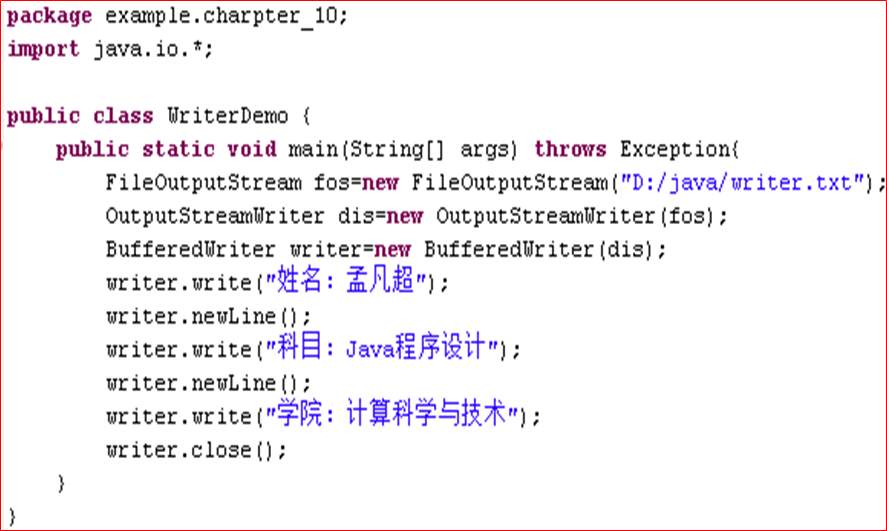 package example.charpter_10;
import java.io.*;
public class WriterDemo {
public static void main(String[] args) throws Exception{
FileOutputStream fos=new FileOutputStream("D:/java/writer.txt");
OutputStreamWriter dis=new OutputStreamWriter(fos);
BufferedWriter writer=new BufferedWriter(dis);
writer.write("姓名：孟凡超");
writer.newLine();
writer.write("科目：Java程序设计");
writer.newLine();
writer.write("学院：计算科学与技术");
writer.close();
}
}